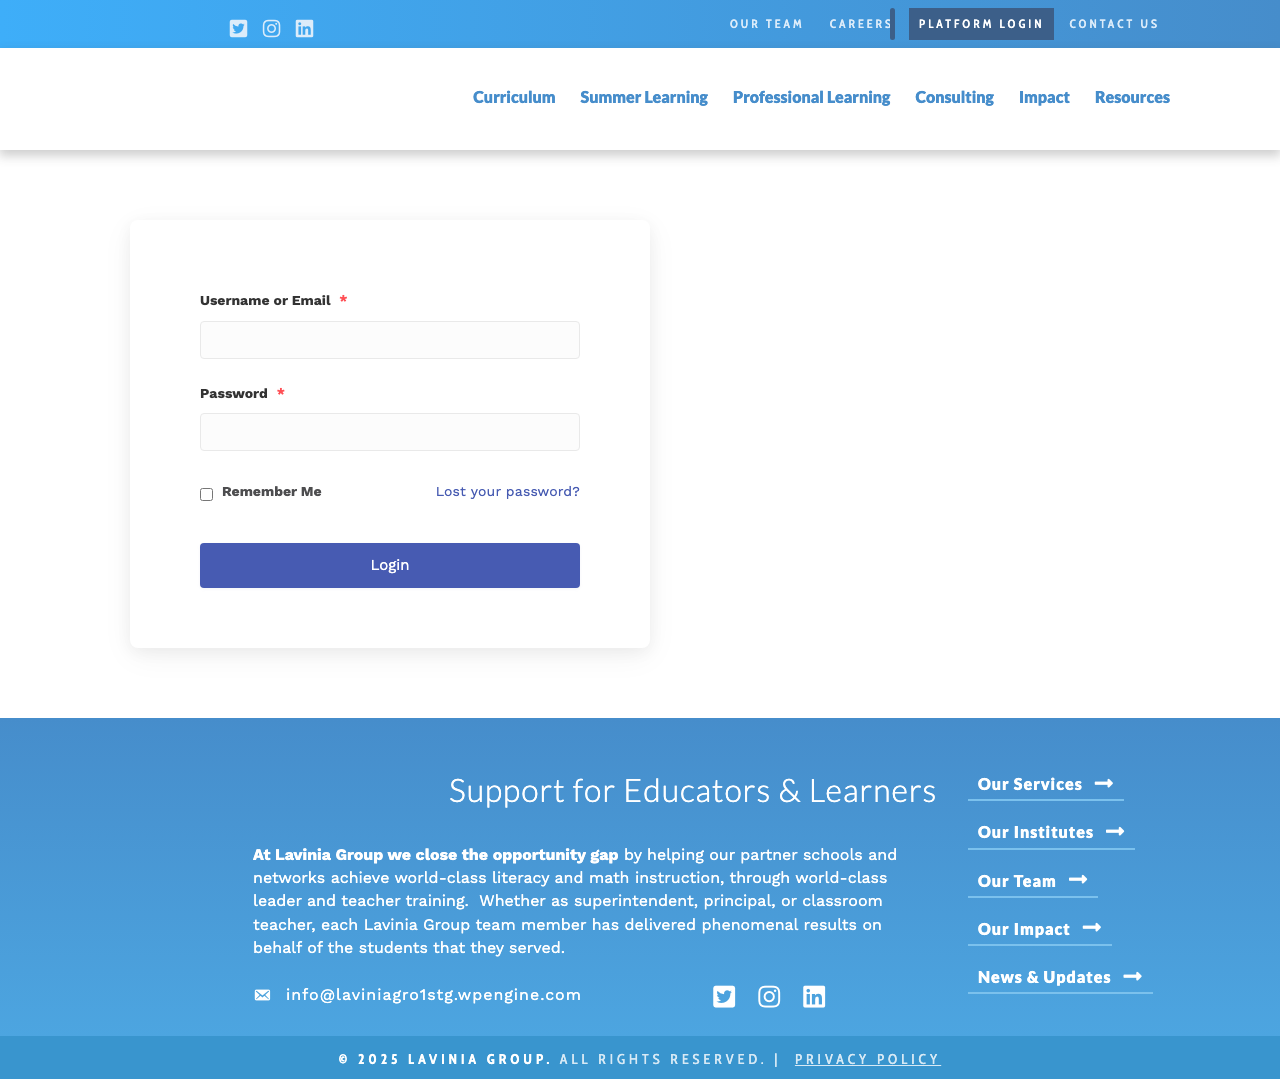 OUR TEAM CAREERS PLATFORM LOGIN CONTACT US
Curriculum Summer Learning Professional Learning Consulting Impact Resources
Username or Email *
Password *
Remember Me Lost your password?
Login
Support for Educators & Learners
At Lavinia Group we close the opportunity gap by helping our partner schools and
networks achieve world-class literacy and math instruction, through world-class
leader and teacher training. Whether as superintendent, principal, or classroom
teacher, each Lavinia Group team member has delivered phenomenal results on
behalf of the students that they served.
info@laviniagro1stg.wpengine.com
Our Services
Our Institutes
Our Team
Our Impact
News & Updates
© 2025 LAVINIA GROUP. ALL RIGHTS RESERVED. | PRIVACY POLICY